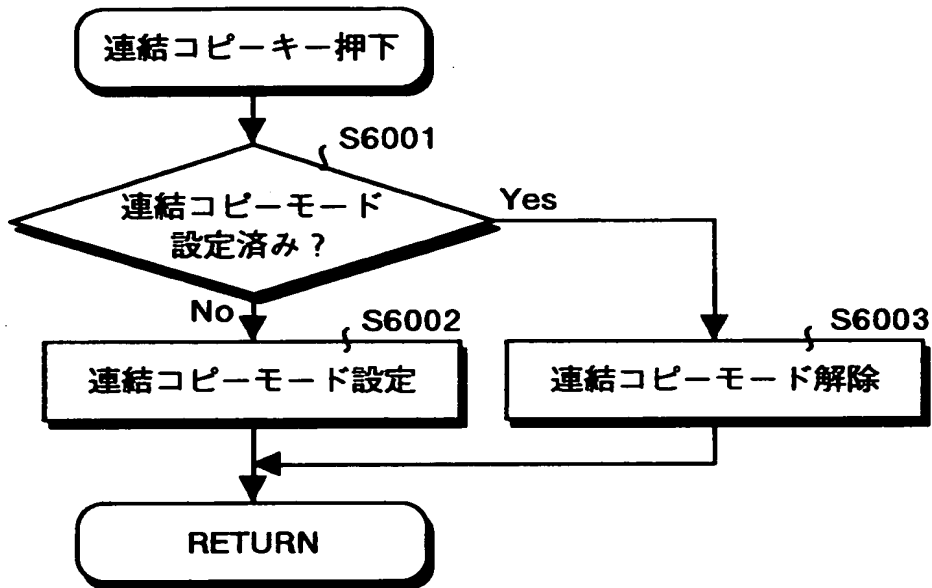 連結コピーキー押下
S6001
連結コピーモード
設定済み？
Yes
No
S6002
連結コピーモード設定
S6003
連結コピーモード解除
RETURN